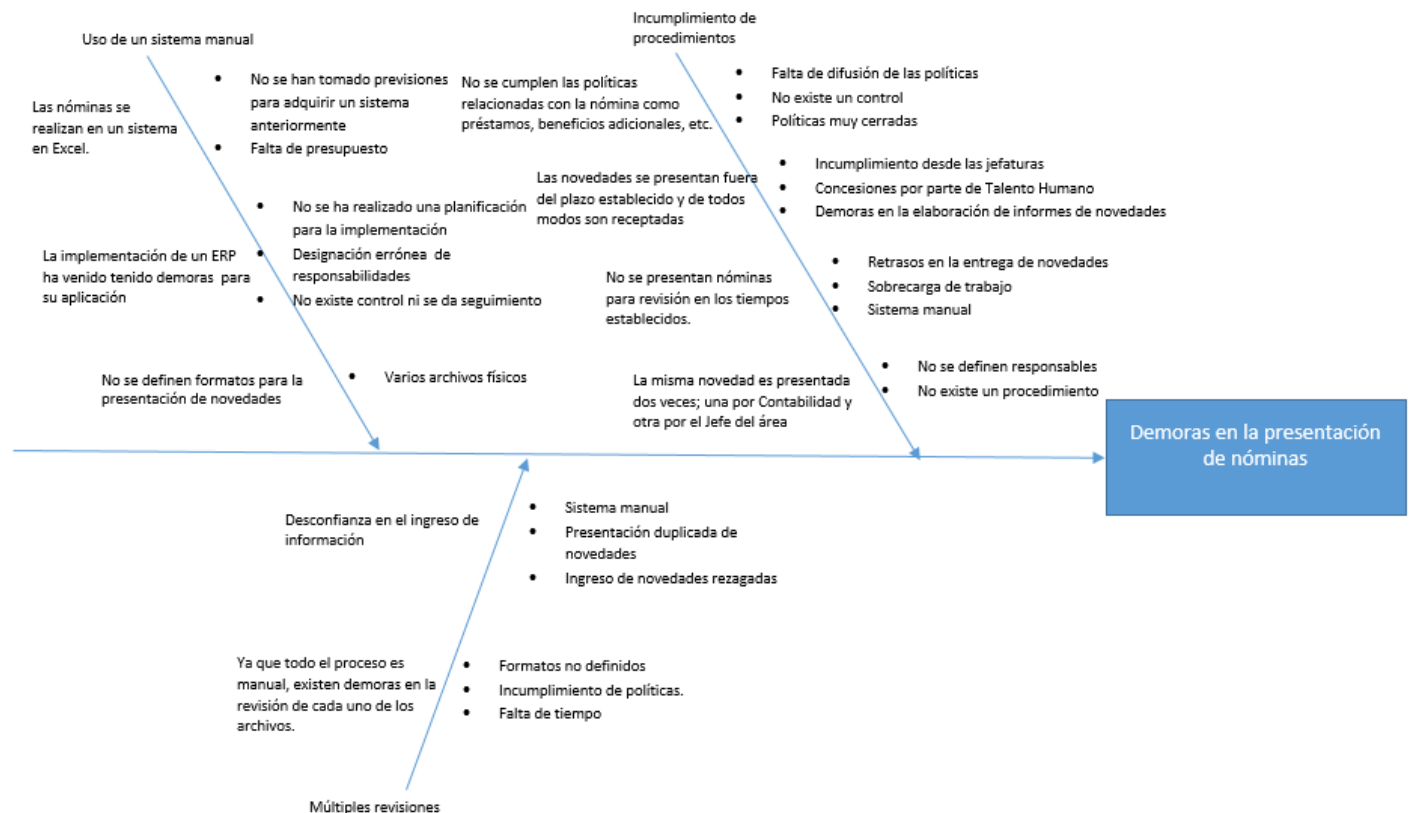 Uso de un sistema manual
Las nóminas se
realizan en un sistema
en Excel.
• No se han tomado previsiones
para adquirir un sistema
anteriormente
• Falta de presupuesto
La implementación de un ERP
ha venido tenido demoras para
su aplicación
• No se ha realizado una planificación
para la implementación
• Designación errónea de
responsabilidades
• No existe control ni se da seguimiento
No se definen formatos para la
presentación de novedades
• Varios archivos físicos
Incumplimiento de
procedimientos
No se cumplen las políticas
relacionadas con la nómina como
préstamos, beneficios adicionales, etc.
• Falta de difusión de las políticas
• No existe un control
• Políticas muy cerradas
Las novedades se presentan fuera
del plazo establecido y de todos
modos son receptadas
• Incumplimiento desde las jefaturas
• Concesiones por parte de Talento Humano
• Demoras en la elaboración de informes de novedades
No se presentan nóminas
para revisión en los tiempos
establecidos.
• Retrasos en la entrega de novedades
• Sobrecarga de trabajo
• Sistema manual
La misma novedad es presentada
dos veces; una por Contabilidad y
otra por el Jefe del área
• No se definen responsables
• No existe un procedimiento
Demoras en la presentación
de nóminas
Desconfianza en el ingreso de
información
• Sistema manual
• Presentación duplicada de
novedades
• Ingreso de novedades rezagadas
Ya que todo el proceso es
manual, existen demoras en la
revisión de cada uno de los
archivos.
• Formatos no definidos
• Incumplimiento de políticas.
• Falta de tiempo
Múltiples revisiones